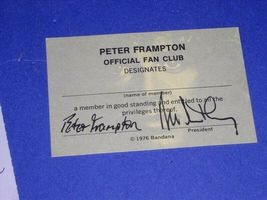 PETER FRAMPTON
OFFICIAL FAN CLUB
DESIGNATES
(name of member)
a member in good standing and entitled to all the
privileges thereof.
Peter Frampton
President
© 1976 Bandana